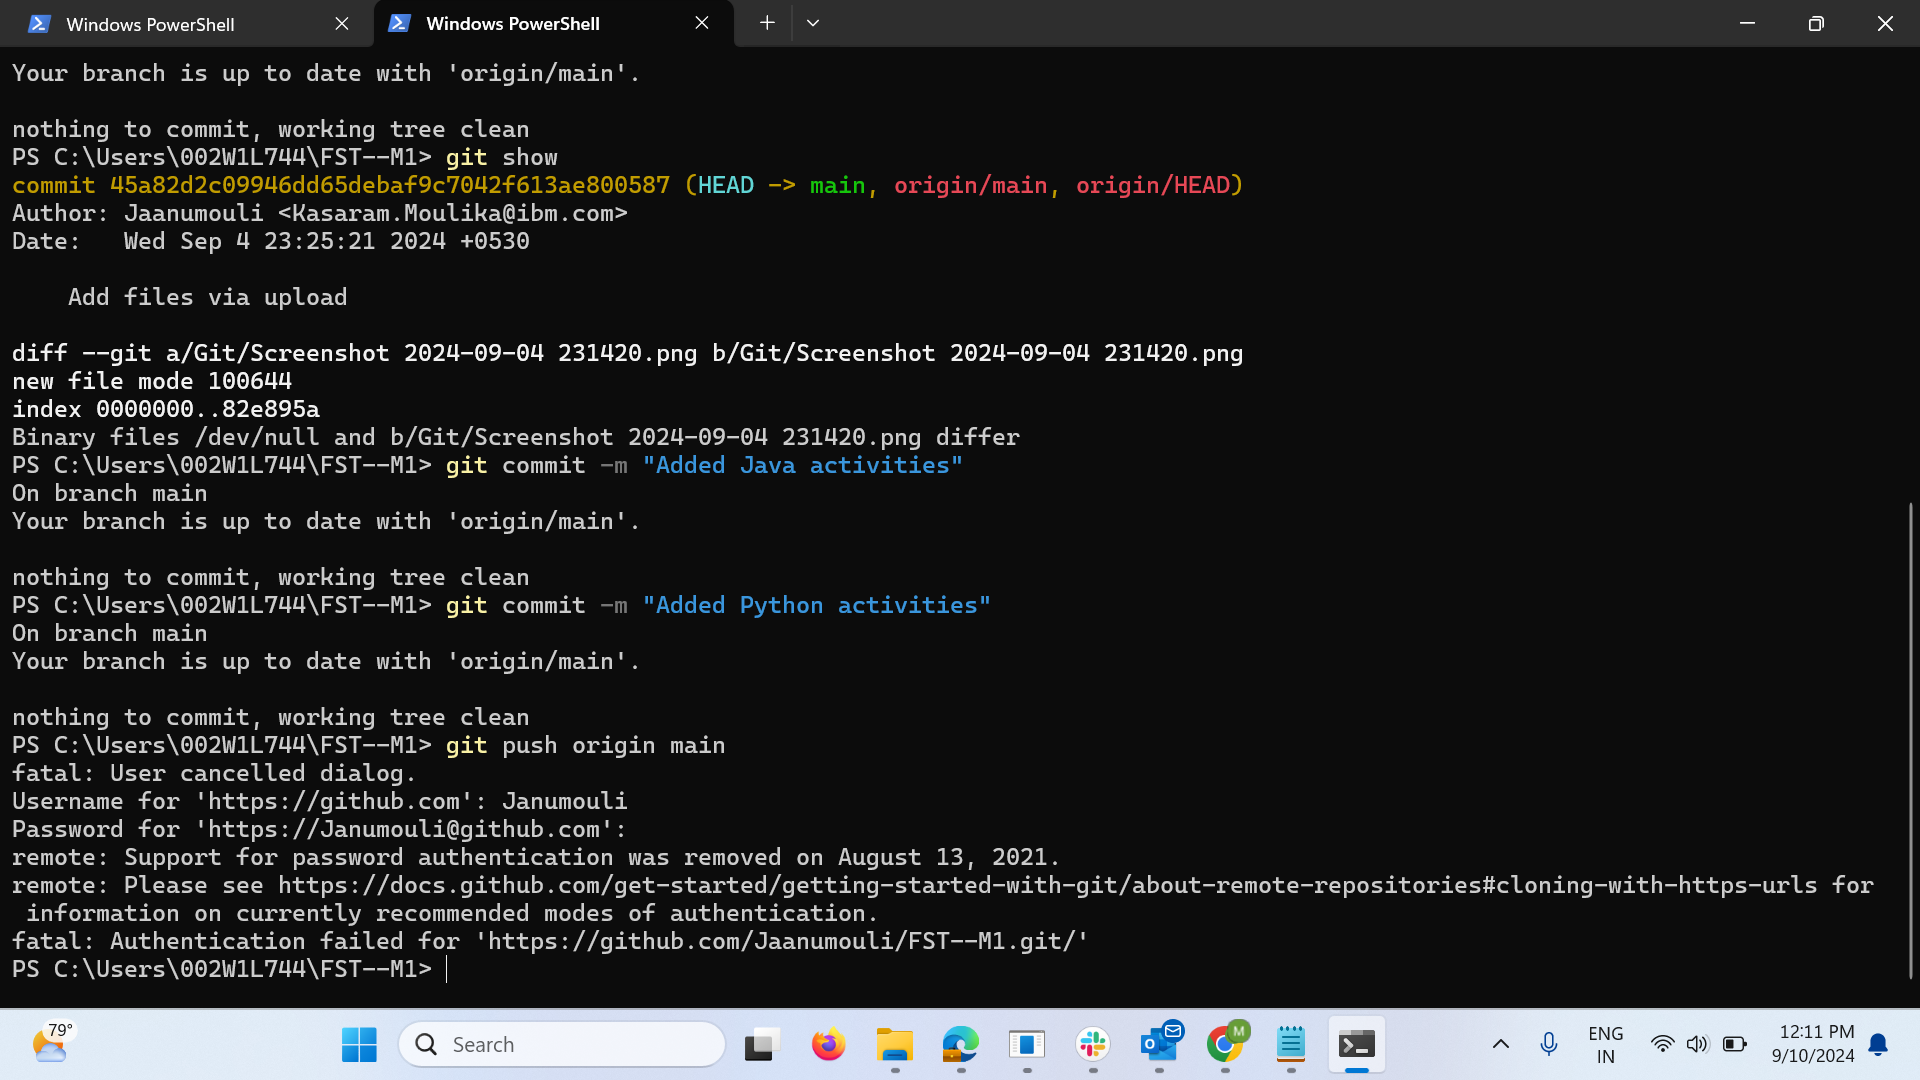 Windows PowerShell
Windows PowerShell
Your branch is up to date with 'origin/main'.
nothing to commit, working tree clean
PS C:\Users\002W1L744\FST--M1> git show
commit 45a82d2c09946dd65debaf9c7042f613ae800587 (HEAD -> main, origin/main, origin/HEAD)
Author: Jaanumouli <Kasaram.Moulika@ibm.com>
Date:   Wed Sep 4 23:25:21 2024 +0530
    Add files via upload
diff --git a/Git/Screenshot 2024-09-04 231420.png b/Git/Screenshot 2024-09-04 231420.png
new file mode 100644
index 0000000..82e895a
Binary files /dev/null and b/Git/Screenshot 2024-09-04 231420.png differ
PS C:\Users\002W1L744\FST--M1> git commit -m "Added Java activities"
On branch main
Your branch is up to date with 'origin/main'.
nothing to commit, working tree clean
PS C:\Users\002W1L744\FST--M1> git commit -m "Added Python activities"
On branch main
Your branch is up to date with 'origin/main'.
nothing to commit, working tree clean
PS C:\Users\002W1L744\FST--M1> git push origin main
fatal: User cancelled dialog.
Username for 'https://github.com': Janumouli
Password for 'https://Janumouli@github.com':
remote: Support for password authentication was removed on August 13, 2021.
remote: Please see https://docs.github.com/get-started/getting-started-with-git/about-remote-repositories#cloning-with-https-urls for
 information on currently recommended modes of authentication.
fatal: Authentication failed for 'https://github.com/Jaanumouli/FST--M1.git/'
PS C:\Users\002W1L744\FST--M1>
79°
Search
M
ENG
IN
12:11 PM
9/10/2024